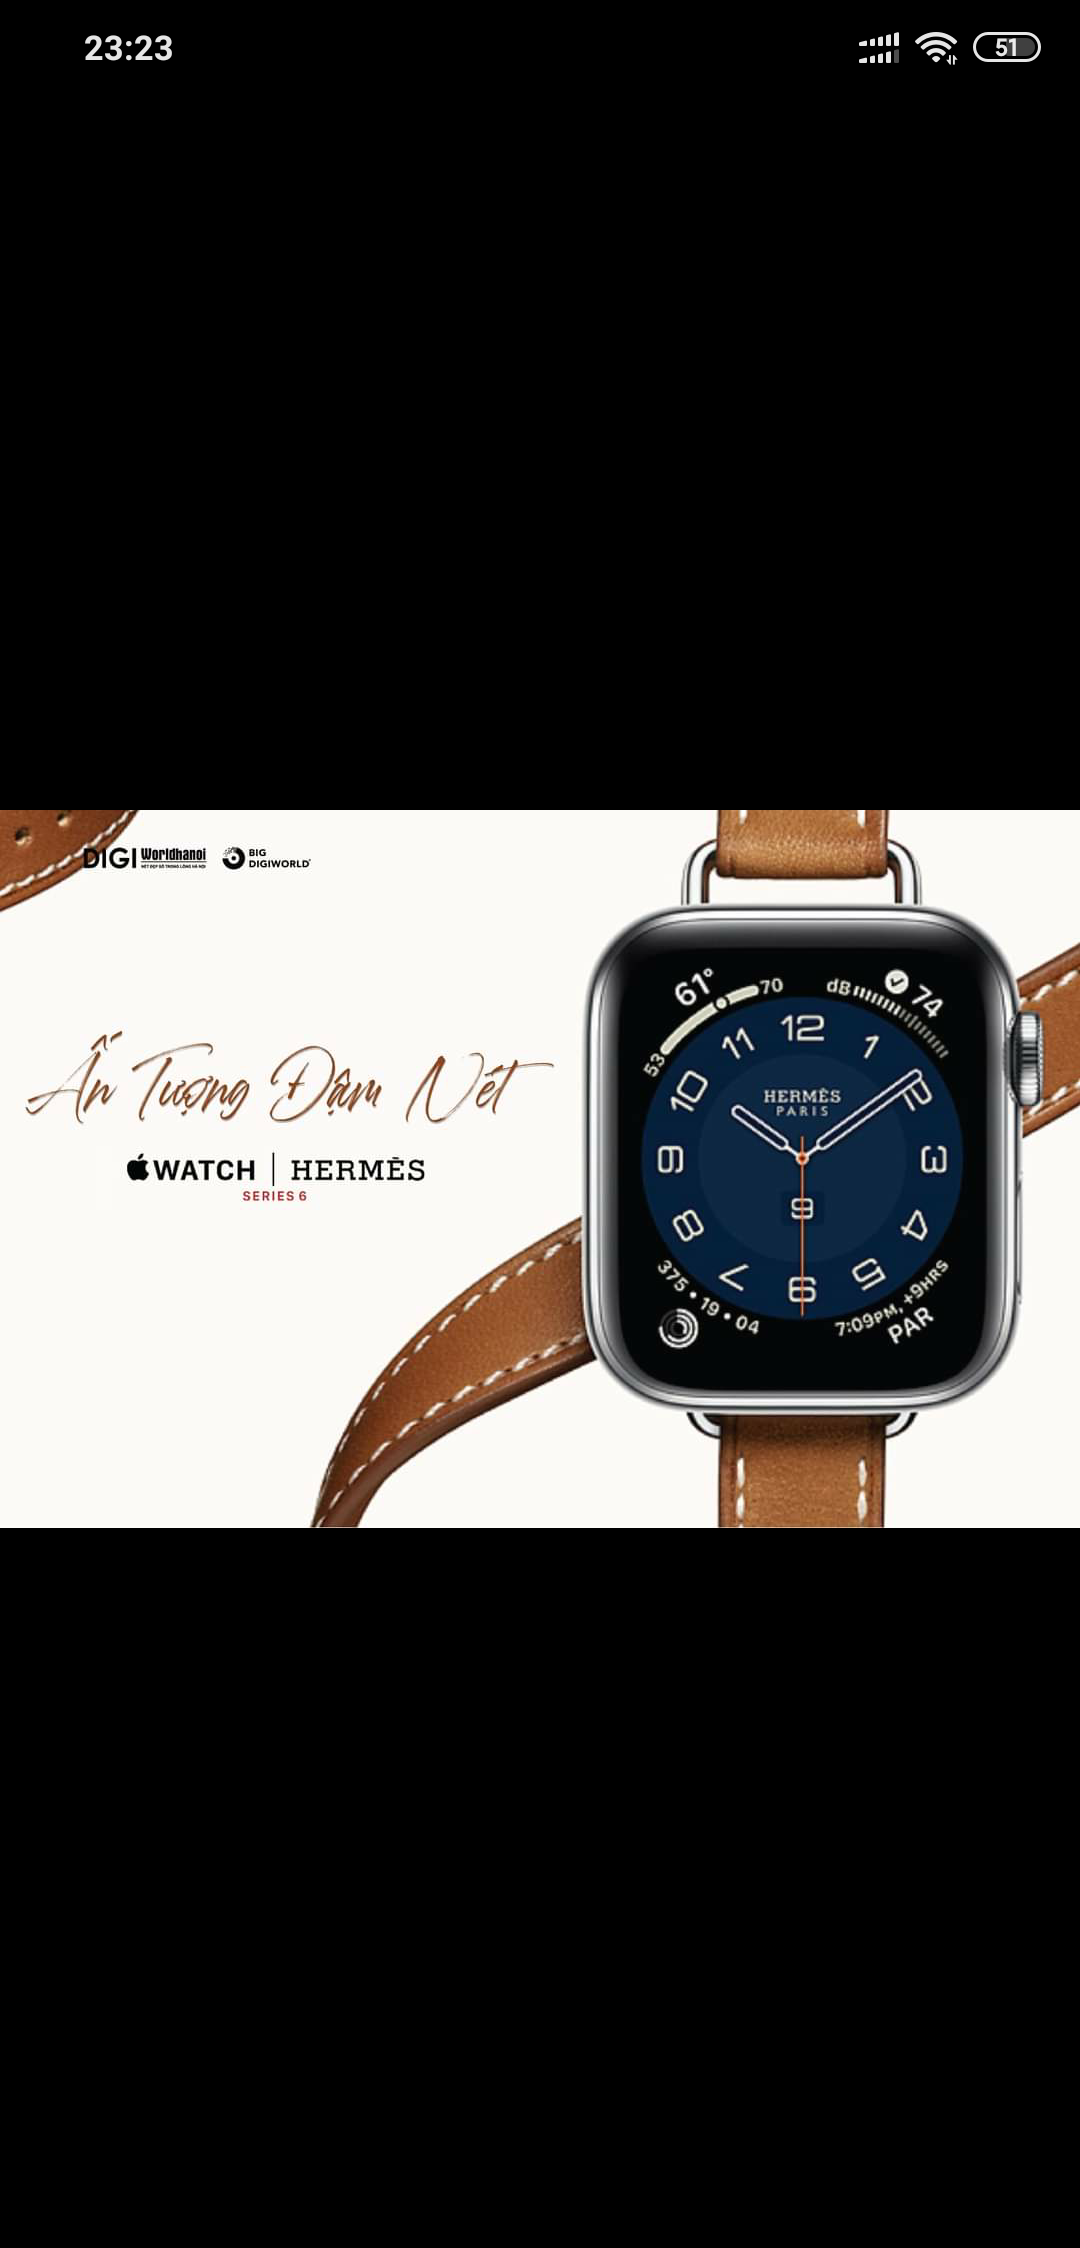 23:23
51
DIGI Worldhanoi
BIG
DIGIWORLD
Ấn Tượng Đậm Nét
WATCH | HERMÈS
SERIES 6
61°
53
70
dB
74
12
1
2
3
4
5
6
7
8
9
10
11
HERMÈS
PARIS
9
375 • 19 • 04
7:09PM, +9HRS
PAR